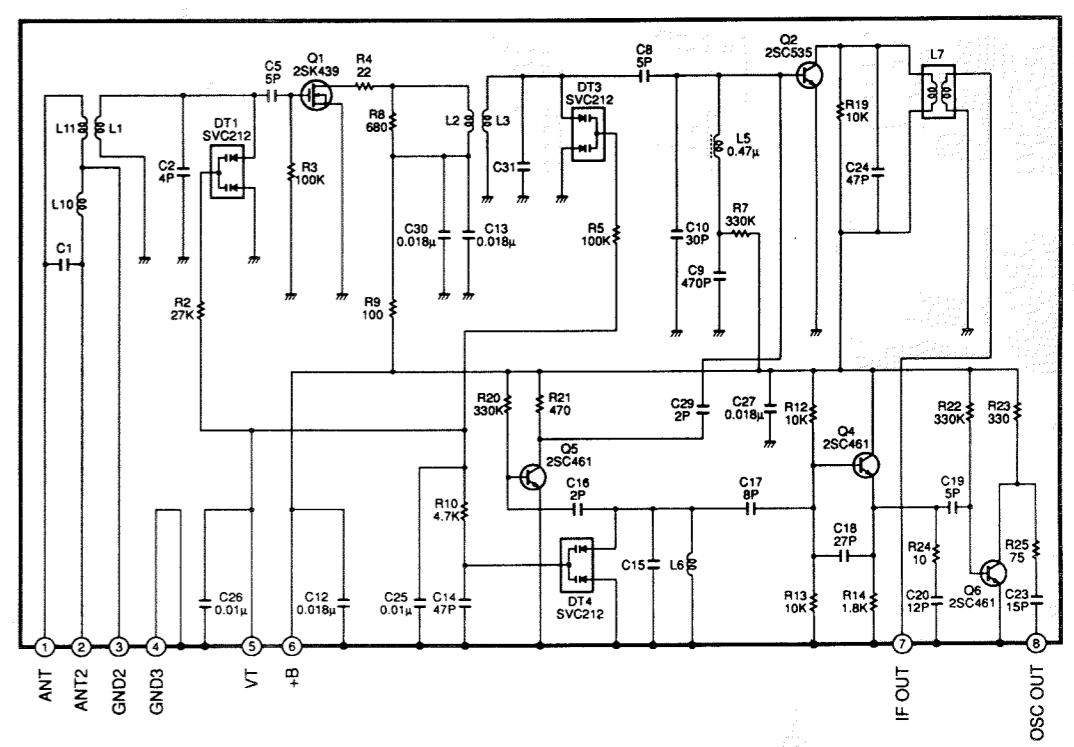 C5
5P
Q1
2SK439
R4
22
C8
5P
Q2
2SC535
L7
DT1
SVC212
DT3
SVC212
L11
L1
R8
680
L2
L3
R19
10K
L5
0.47μ
C2
4P
R3
100K
C31
C24
47P
L10
C30
0.018μ
C13
0.018μ
R5
100K
C10
30P
R7
330K
C1
C9
470P
R2
27K
R9
100
R20
330K
R21
470
C29
2P
C27
0.018μ
R12
10K
Q4
2SC461
R22
330K
R23
330
Q5
2SC461
C16
2P
C17
8P
C19
5P
R10
4.7K
C18
27P
R24
10
R25
75
C15
L6
DT4
SVC212
Q6
2SC461
C26
0.01μ
C12
0.018μ
C25
0.01μ
C14
47P
R13
10K
R14
1.8K
C20
12P
C23
15P
1
2
3
4
5
6
7
8
ANT
ANT2
GND2
GND3
VT
+B
IF OUT
OSC OUT